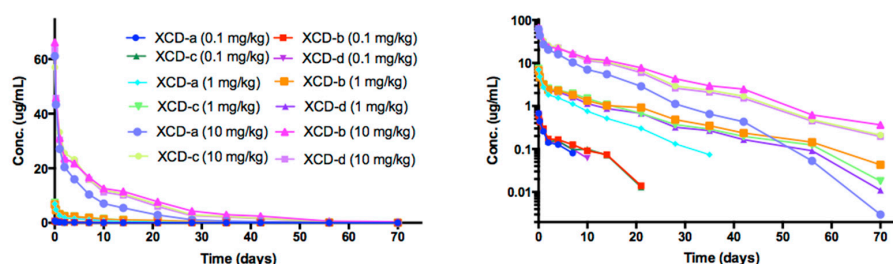 60
40
20
0
Conc. (ug/mL)
0 10 20 30 40 50 60 70
Time (days)
XCD-a (0.1 mg/kg) XCD-b (0.1 mg/kg)
XCD-c (0.1 mg/kg) XCD-d (0.1 mg/kg)
XCD-a (1 mg/kg) XCD-b (1 mg/kg)
XCD-c (1 mg/kg) XCD-d (1 mg/kg)
XCD-a (10 mg/kg) XCD-b (10 mg/kg)
XCD-c (10 mg/kg) XCD-d (10 mg/kg)
100
10
1
0.1
0.01
Conc. (ug/mL)
0 10 20 30 40 50 60 70
Time (days)